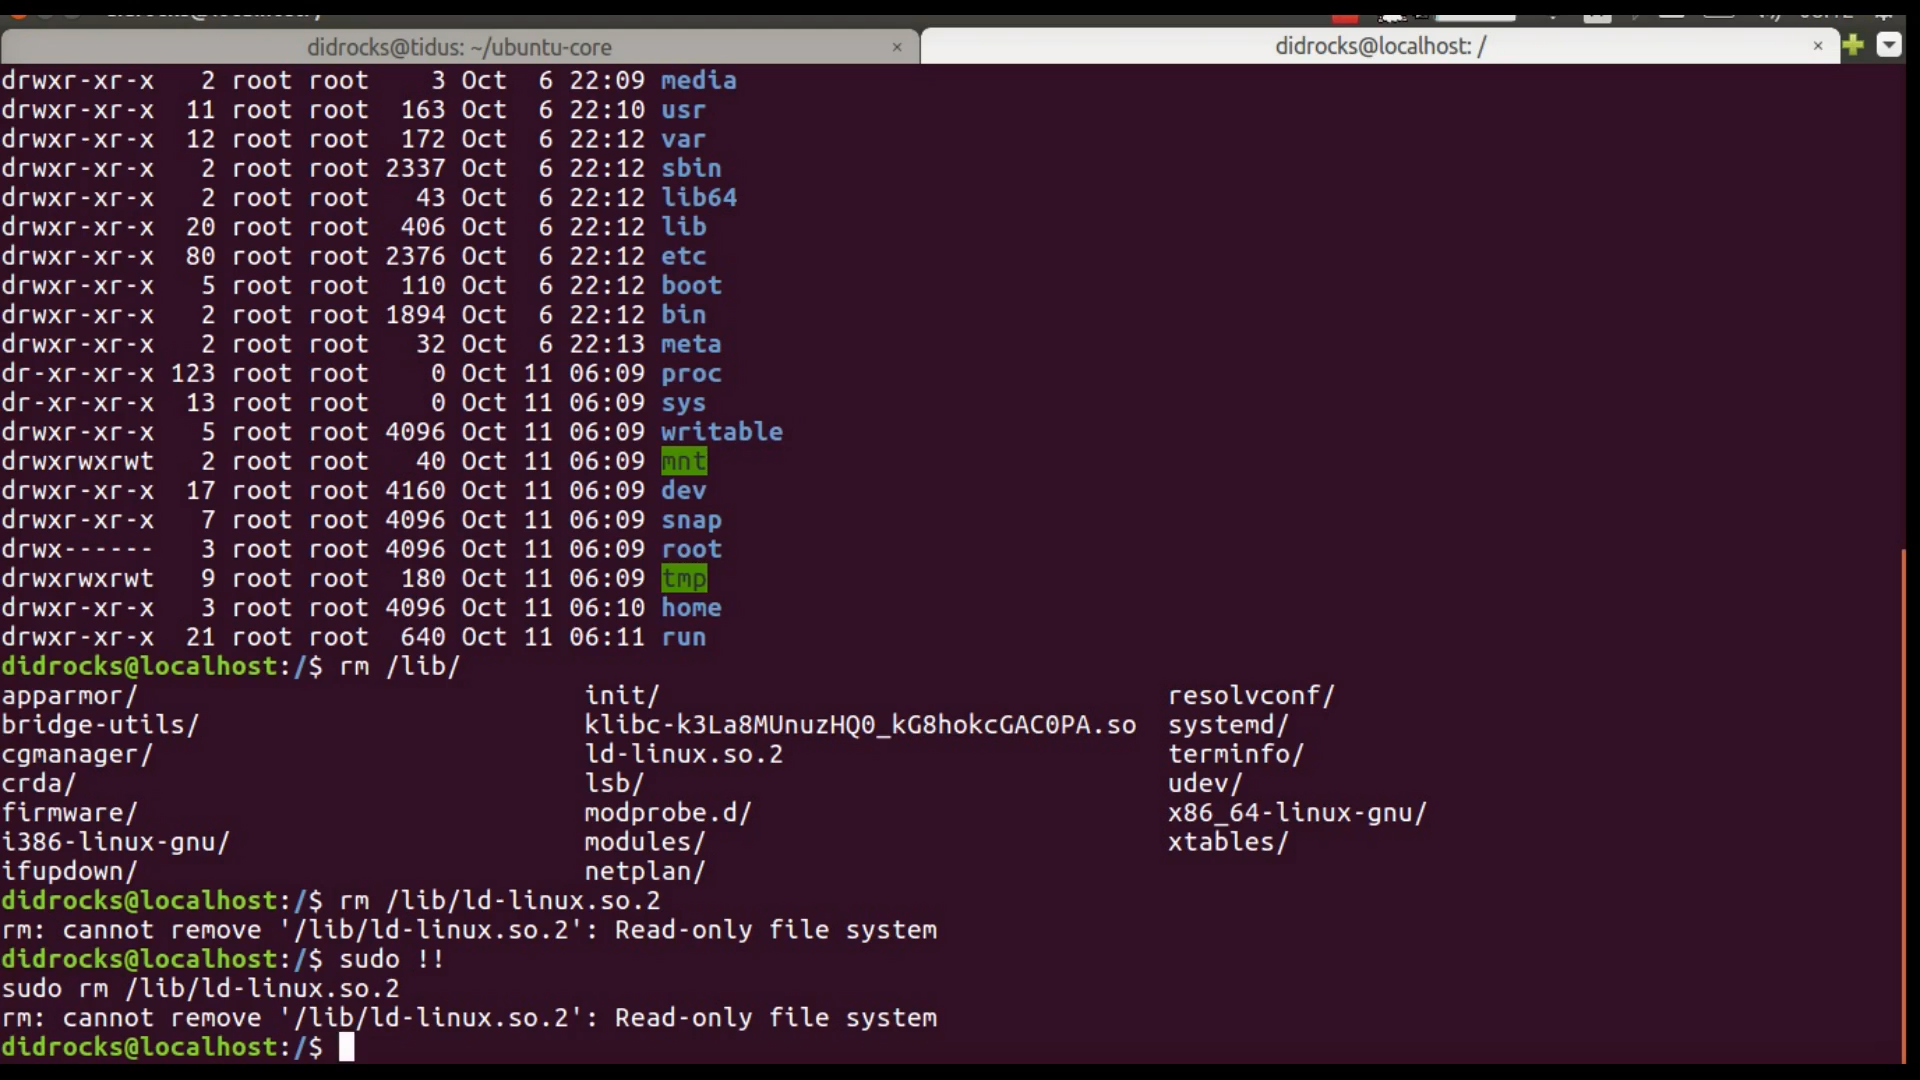 didrocks@tidus: ~/ubuntu-core × didrocks@localhost: / ×
drwxr-xr-x   2 root root    3 Oct  6 22:09 media
drwxr-xr-x  11 root root  163 Oct  6 22:10 usr
drwxr-xr-x  12 root root  172 Oct  6 22:12 var
drwxr-xr-x   2 root root 2337 Oct  6 22:12 sbin
drwxr-xr-x   2 root root   43 Oct  6 22:12 lib64
drwxr-xr-x  20 root root  406 Oct  6 22:12 lib
drwxr-xr-x  80 root root 2376 Oct  6 22:12 etc
drwxr-xr-x   5 root root  110 Oct  6 22:12 boot
drwxr-xr-x   2 root root 1894 Oct  6 22:12 bin
drwxr-xr-x   2 root root   32 Oct  6 22:13 meta
dr-xr-xr-x 123 root root    0 Oct 11 06:09 proc
dr-xr-xr-x  13 root root    0 Oct 11 06:09 sys
drwxr-xr-x   5 root root 4096 Oct 11 06:09 writable
drwxrwxrwt   2 root root   40 Oct 11 06:09 mnt
drwxr-xr-x  17 root root 4160 Oct 11 06:09 dev
drwxr-xr-x   7 root root 4096 Oct 11 06:09 snap
drwx------   3 root root 4096 Oct 11 06:09 root
drwxrwxrwt   9 root root  180 Oct 11 06:09 tmp
drwxr-xr-x   3 root root 4096 Oct 11 06:10 home
drwxr-xr-x  21 root root  640 Oct 11 06:11 run
didrocks@localhost:/$ rm /lib/
apparmor/ init/ resolvconf/
bridge-utils/ klibc-k3La8MUnuzHQ0_kG8hokcGAC0PA.so systemd/
cgmanager/ ld-linux.so.2 terminfo/
crda/ lsb/ udev/
firmware/ modprobe.d/ x86_64-linux-gnu/
i386-linux-gnu/ modules/ xtables/
ifupdown/ netplan/
didrocks@localhost:/$ rm /lib/ld-linux.so.2
rm: cannot remove '/lib/ld-linux.so.2': Read-only file system
didrocks@localhost:/$ sudo !!
sudo rm /lib/ld-linux.so.2
rm: cannot remove '/lib/ld-linux.so.2': Read-only file system
didrocks@localhost:/$